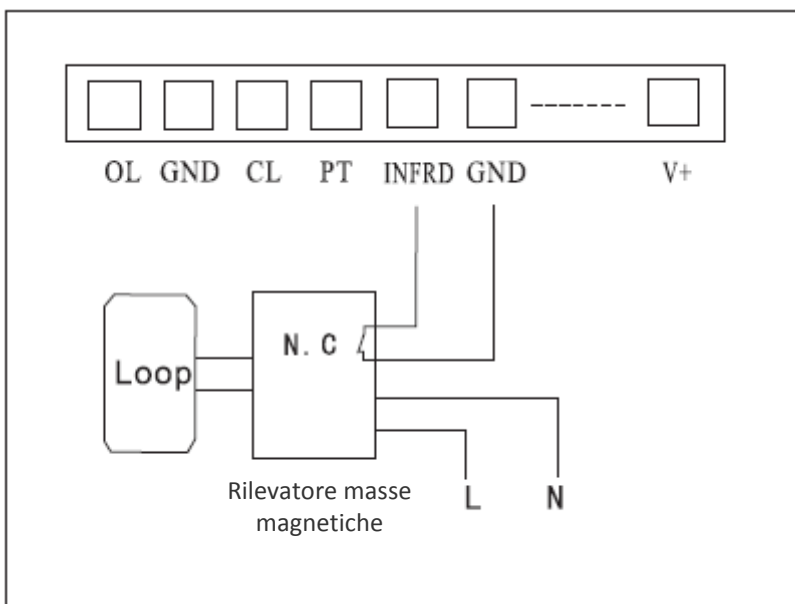 OL GND CL PT INFRD GND V+
N.C
Loop
Rilevatore masse
magnetiche
L N